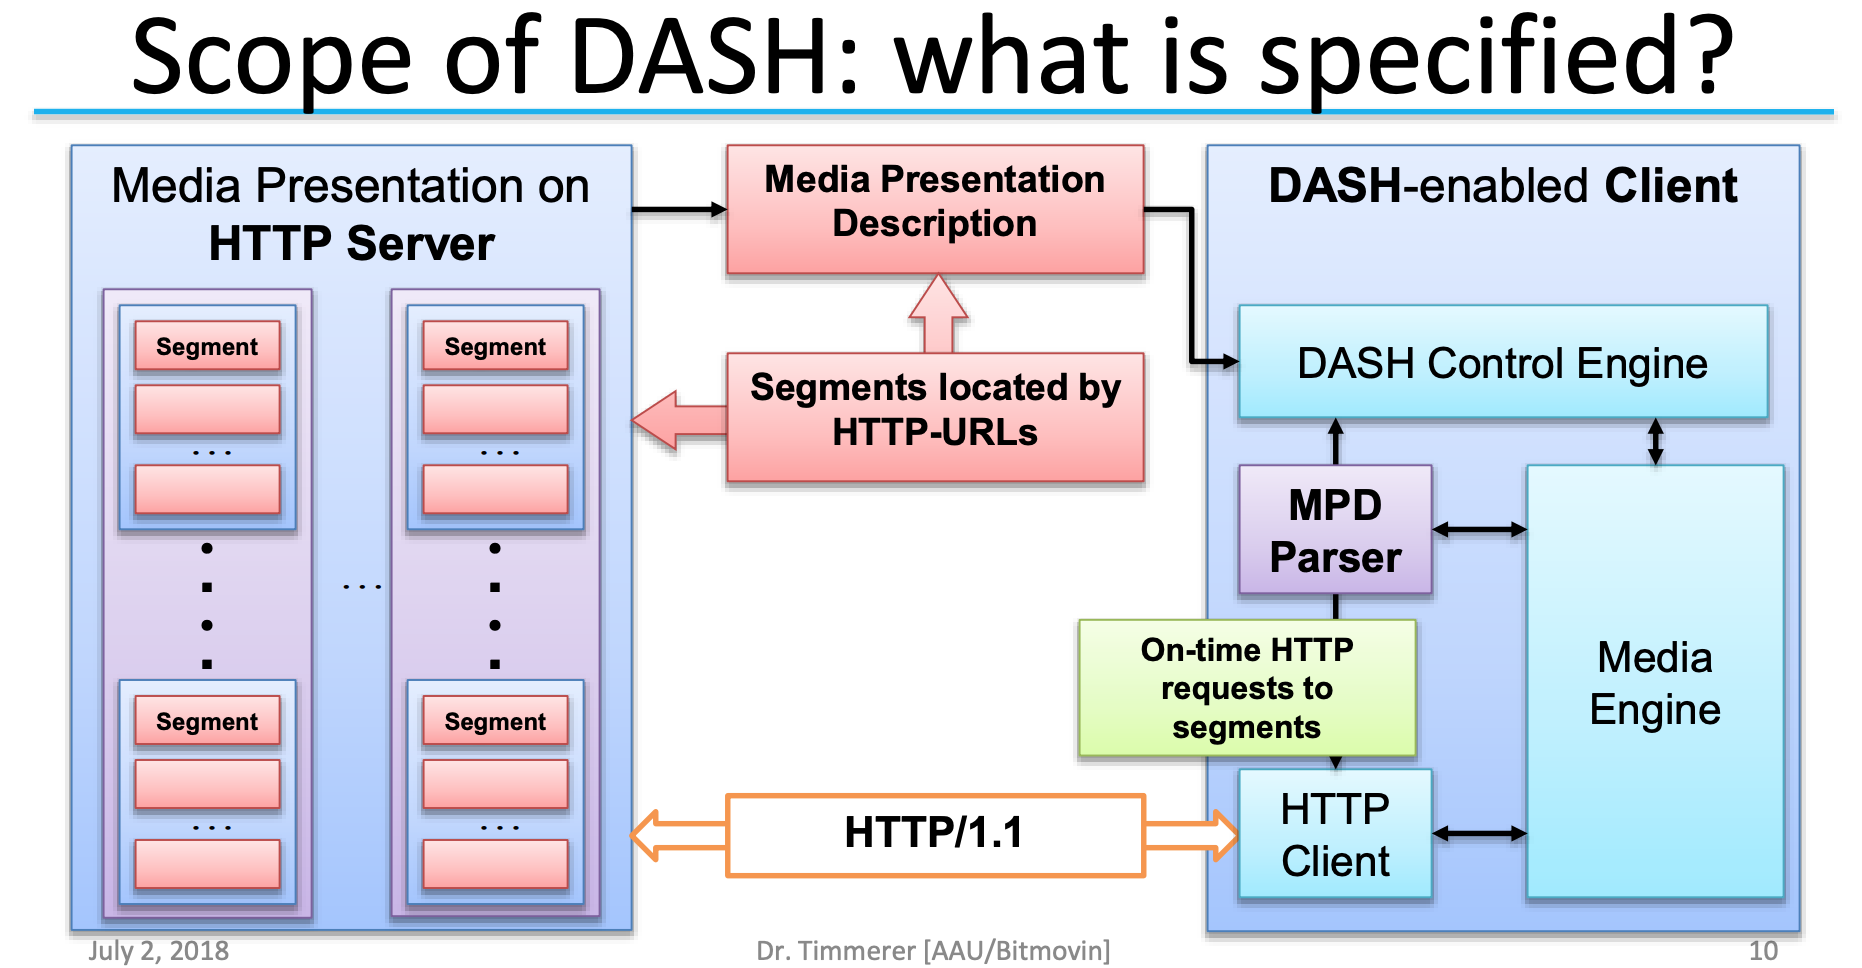 Scope of DASH: what is specified?
Media Presentation on
HTTP Server
Segment
...
Segment
...
...
Segment
...
Segment
...
Media Presentation
Description
Segments located by
HTTP-URLs
HTTP/1.1
DASH-enabled Client
DASH Control Engine
MPD
Parser
On-time HTTP
requests to
segments
HTTP
Client
Media
Engine
July 2, 2018
Dr. Timmerer [AAU/Bitmovin]
10